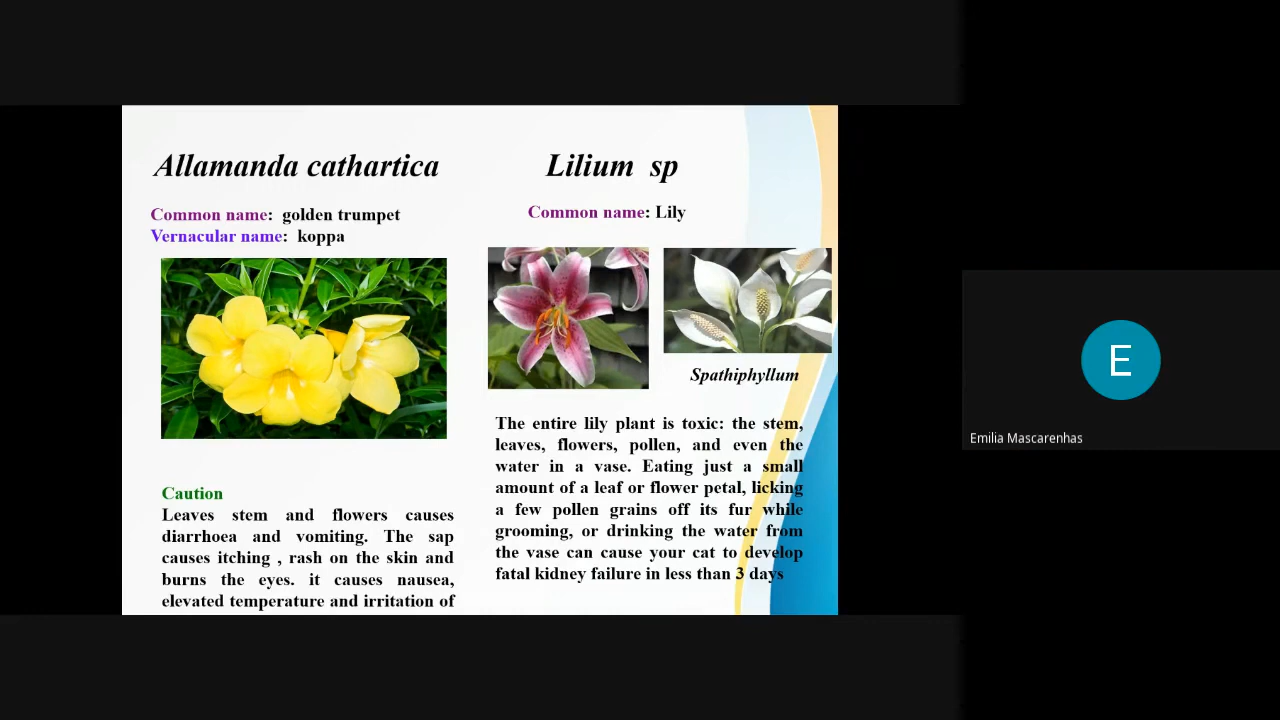 Allamanda cathartica
Common name: golden trumpet
Vernacular name: koppa
Caution
Leaves stem and flowers causes
diarrhoea and vomiting. The sap
causes itching , rash on the skin and
burns the eyes. it causes nausea,
elevated temperature and irritation of
Lilium sp
Common name: Lily
Spathiphyllum
The entire lily plant is toxic: the stem,
leaves, flowers, pollen, and even the
water in a vase. Eating just a small
amount of a leaf or flower petal, licking
a few pollen grains off its fur while
grooming, or drinking the water from
the vase can cause your cat to develop
fatal kidney failure in less than 3 days
E
Emilia Mascarenhas